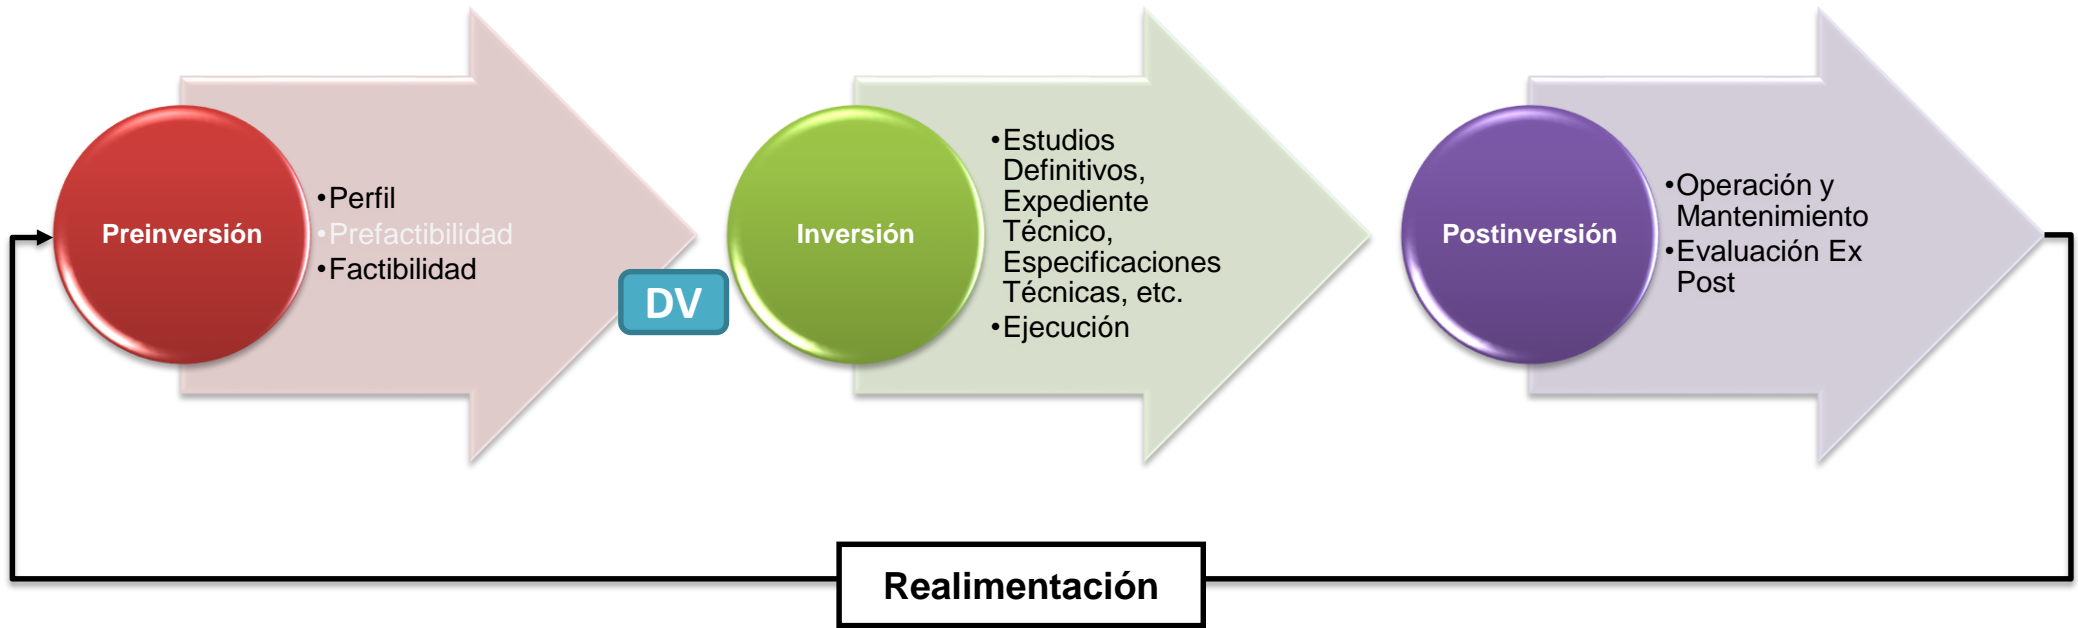 Preinversión
•Perfil
•Prefactibilidad
•Factibilidad
DV
Inversión
•Estudios
Definitivos,
Expediente
Técnico,
Especificaciones
Técnicas, etc.
•Ejecución
Postinversión
•Operación y
Mantenimiento
•Evaluación Ex
Post
Realimentación